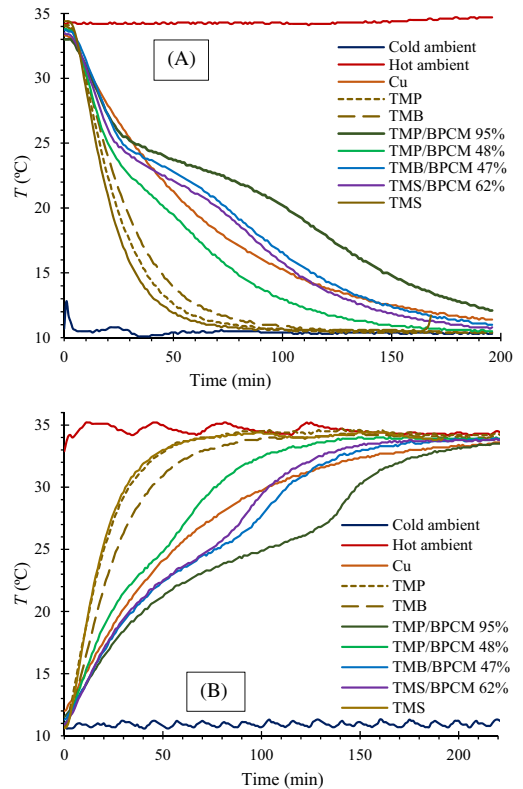 35
30
25
20
15
10
T (ºC)
(A)
Cold ambient
Hot ambient
Cu
TMP
TMB
TMP/BPCM 95%
TMP/BPCM 48%
TMB/BPCM 47%
TMS/BPCM 62%
TMS
0 50 100 150 200
Time (min)
35
30
25
20
15
10
T (ºC)
Cold ambient
Hot ambient
Cu
TMP
TMB
TMP/BPCM 95%
TMP/BPCM 48%
TMB/BPCM 47%
TMS/BPCM 62%
TMS
(B)
0 50 100 150 200
Time (min)